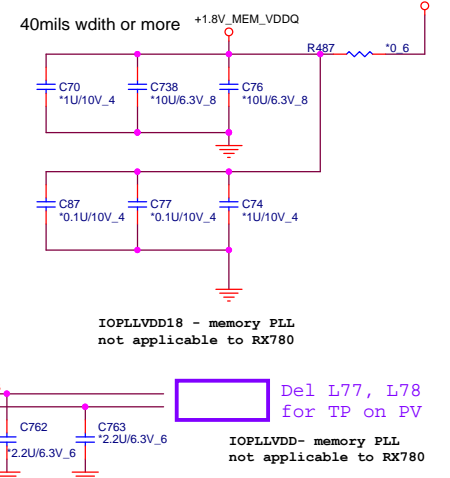 40mils wdith or more
+1.8V_MEM_VDDQ
R487
*0_6
C70
*1U/10V_4
C738
*10U/6.3V_8
C76
*10U/6.3V_8
C87
*0.1U/10V_4
C77
*0.1U/10V_4
C74
*1U/10V_4
IOPLLVDD18 - memory PLL
not applicable to RX780
Del L77, L78
for TP on PV
C762
*2.2U/6.3V_6
C763
*2.2U/6.3V_6
IOPLLVDD- memory PLL
not applicable to RX780